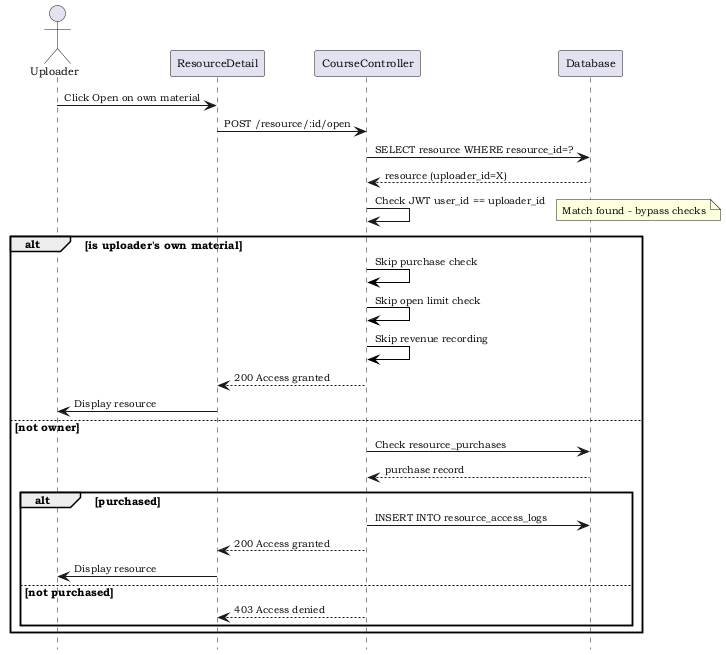 Uploader
ResourceDetail
CourseController
Database
Click Open on own material
POST /resource/:id/open
SELECT resource WHERE resource_id=?
resource (uploader_id=X)
Check JWT user_id == uploader_id
Match found - bypass checks
alt [is uploader's own material]
Skip purchase check
Skip open limit check
Skip revenue recording
200 Access granted
Display resource
[not owner]
Check resource_purchases
purchase record
alt [purchased]
INSERT INTO resource_access_logs
200 Access granted
Display resource
[not purchased]
403 Access denied